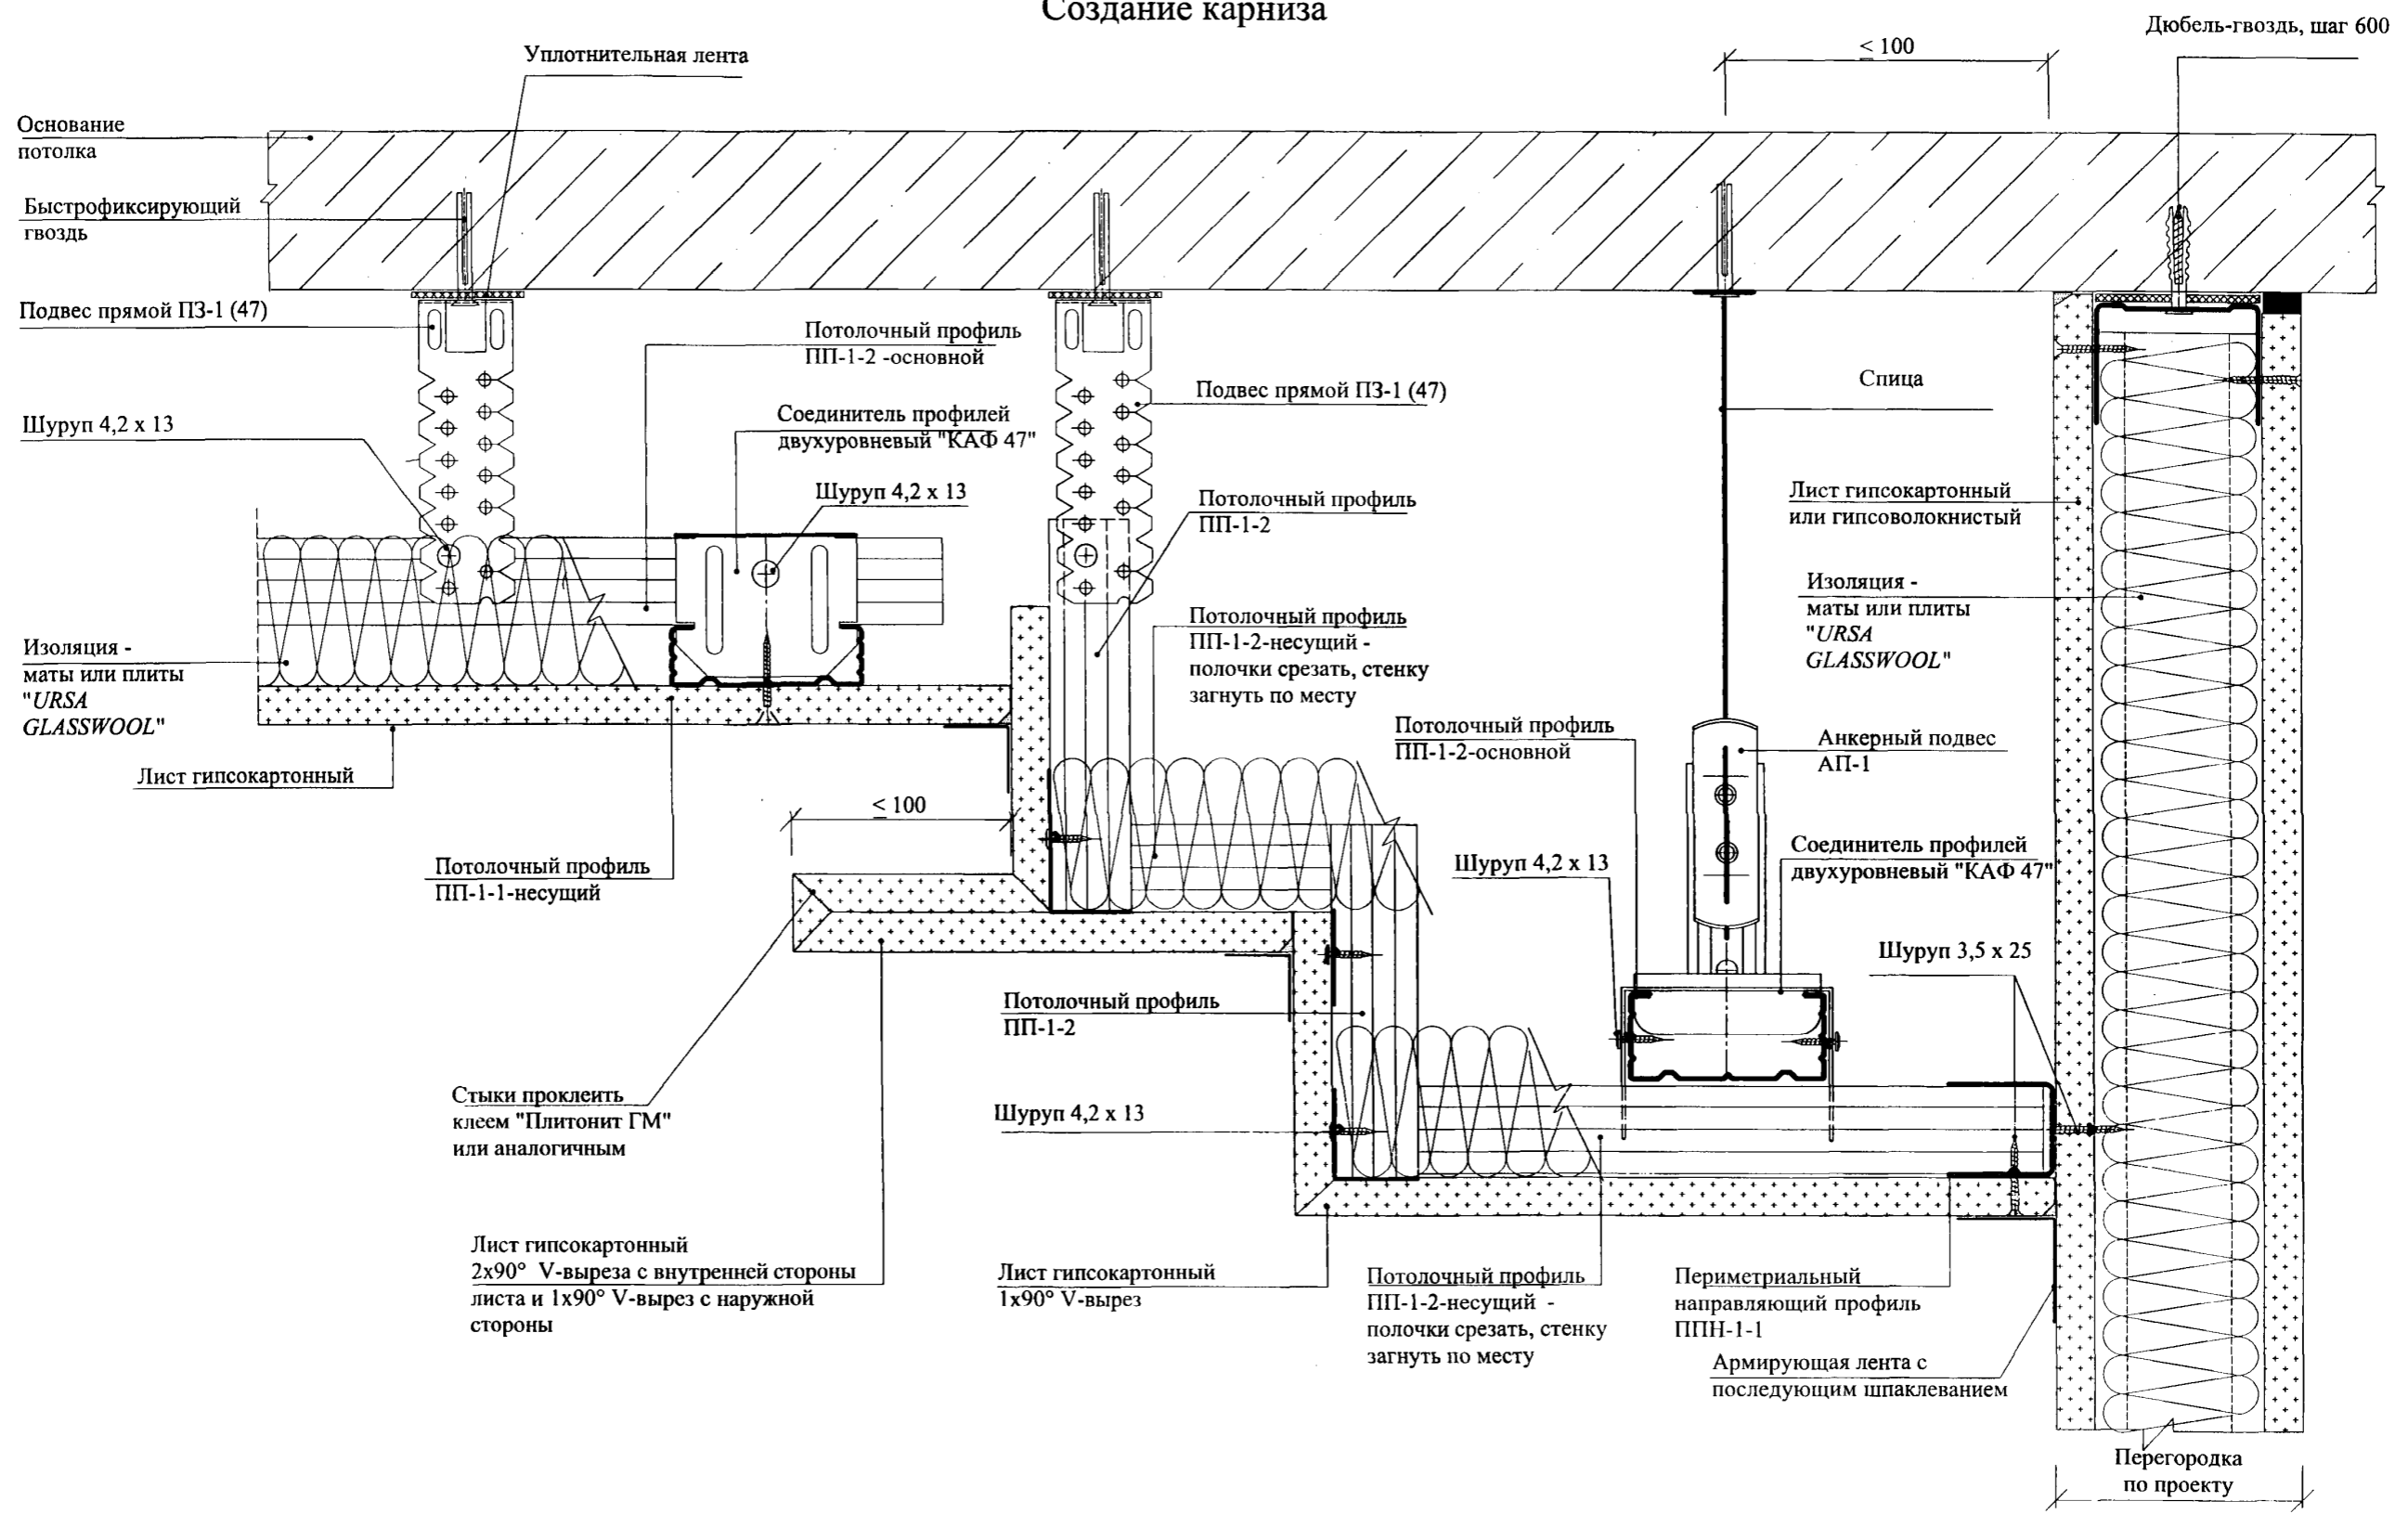 Создание карниза
Дюбель-гвоздь, шаг 600
≤ 100
Уплотнительная лента
Основание
потолка
Быстрофиксирующий
гвоздь
Подвес прямой ПЗ-1 (47)
Потолочный профиль
ПП-1-2 -основной
Подвес прямой ПЗ-1 (47)
Спица
Шуруп 4,2 х 13
Соединитель профилей
двухуровневый "КАФ 47"
Шуруп 4,2 х 13
Потолочный профиль
ПП-1-2
Лист гипсокартонный
или гипсоволокнистый
Изоляция -
маты или плиты
"URSA
GLASSWOOL"
Потолочный профиль
ПП-1-2-несущий -
полочки срезать, стенку
загнуть по месту
Изоляция -
маты или плиты
"URSA
GLASSWOOL"
Потолочный профиль
ПП-1-2-основной
Анкерный подвес
АП-1
Лист гипсокартонный
≤ 100
Потолочный профиль
ПП-1-1-несущий
Шуруп 4,2 х 13
Соединитель профилей
двухуровневый "КАФ 47"
Шуруп 3,5 х 25
Потолочный профиль
ПП-1-2
Стыки проклеить
клеем "Плитонит ГМ"
или аналогичным
Шуруп 4,2 х 13
Лист гипсокартонный
2х90° V-выреза с внутренней стороны
листа и 1х90° V-вырез с наружной
стороны
Лист гипсокартонный
1х90° V-вырез
Потолочный профиль
ПП-1-2-несущий -
полочки срезать, стенку
загнуть по месту
Периметриальный
направляющий профиль
ППН-1-1
Армирующая лента с
последующим шпаклеванием
Перегородка
по проекту